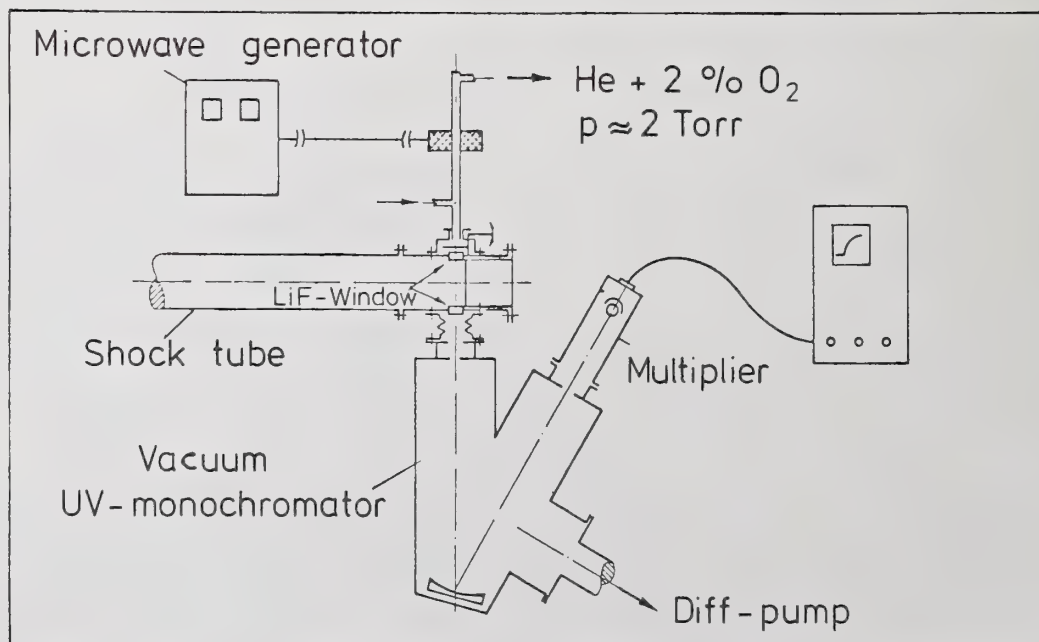 Microwave generator
He + 2 % O₂
p ≈ 2 Torr
LiF-Window
Shock tube
Multiplier
Vacuum
UV-monochromator
Diff-pump